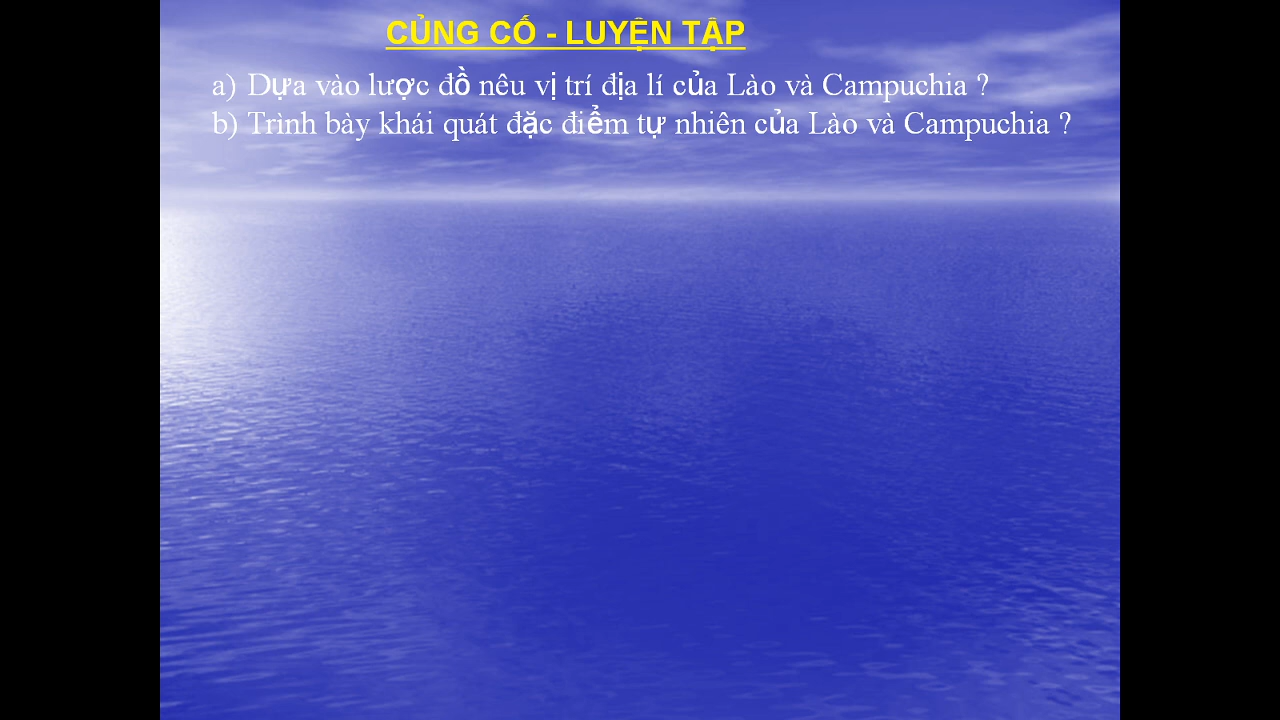 CỦNG CỐ - LUYỆN TẬP
a) Dựa vào lược đồ nêu vị trí địa lí của Lào và Campuchia ?
b) Trình bày khái quát đặc điểm tự nhiên của Lào và Campuchia ?